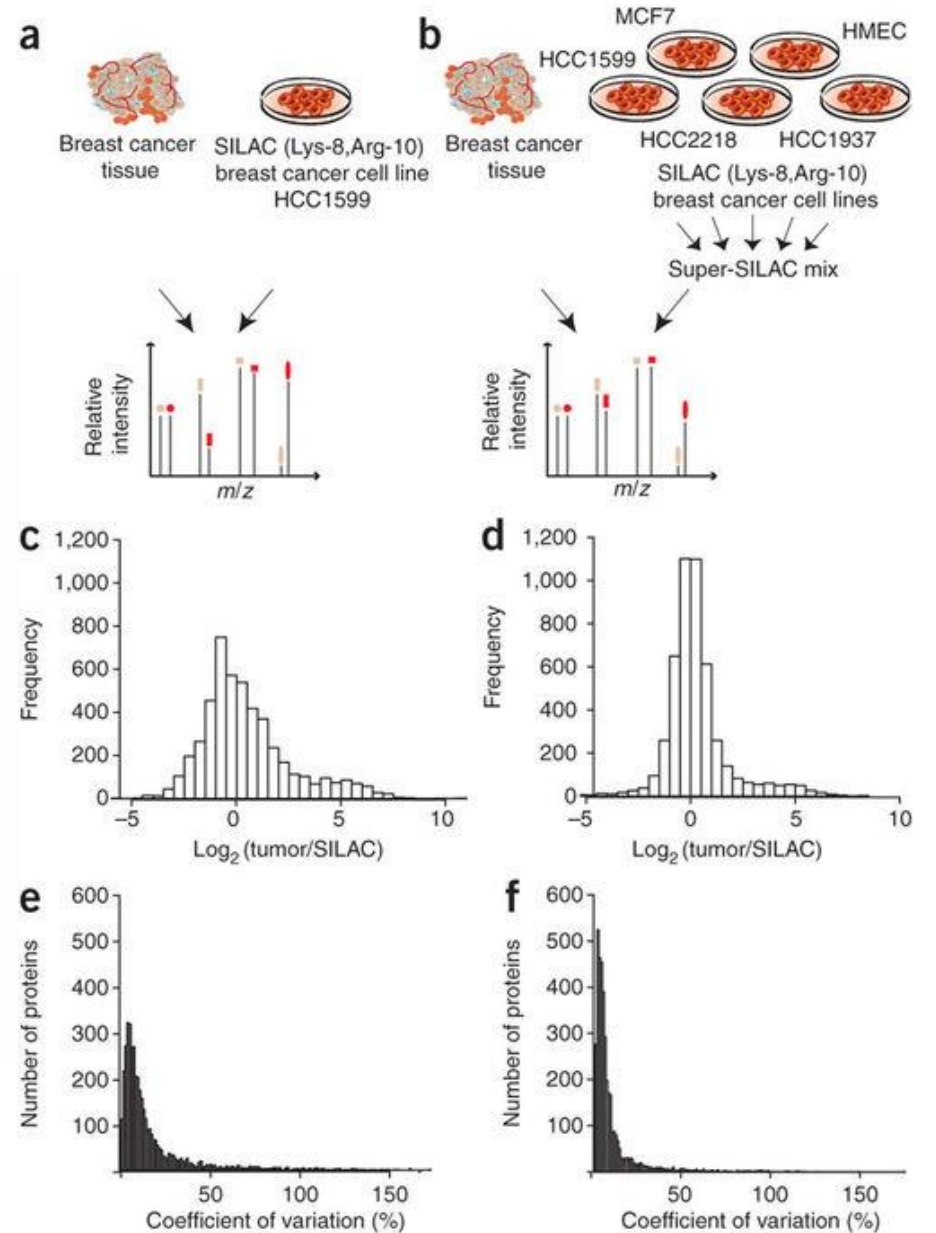 a
Breast cancer
tissue
SILAC (Lys-8,Arg-10)
breast cancer cell line
HCC1599
b
MCF7
HMEC
HCC1599
HCC2218
HCC1937
Breast cancer
tissue
SILAC (Lys-8,Arg-10)
breast cancer cell lines
Super-SILAC mix
Relative
intensity
m/z
Relative
intensity
m/z
c
1,200
1,000
800
600
400
200
0
Frequency
–5
0
5
10
Log2 (tumor/SILAC)
d
1,200
1,000
800
600
400
200
0
Frequency
–5
0
5
10
Log2 (tumor/SILAC)
e
600
500
400
300
200
100
Number of proteins
50
100
150
Coefficient of variation (%)
f
600
500
400
300
200
100
Number of proteins
50
100
150
Coefficient of variation (%)